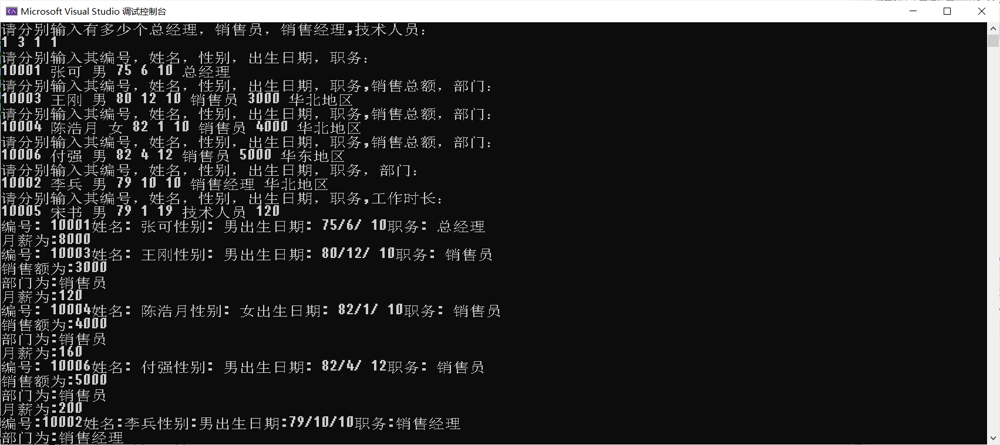 Microsoft Visual Studio 调试控制台
请分别输入有多少个总经理，销售员，销售经理,技术人员：
1 3 1 1
请分别输入其编号，姓名，性别，出生日期，职务：
10001 张可 男 75 6 10 总经理
请分别输入其编号，姓名，性别，出生日期，职务,销售总额，部门：
10003 王刚 男 80 12 10 销售员 3000 华北地区
请分别输入其编号，姓名，性别，出生日期，职务,销售总额，部门：
10004 陈浩月 女 82 1 10 销售员 4000 华北地区
请分别输入其编号，姓名，性别，出生日期，职务,销售总额，部门：
10006 付强 男 82 4 12 销售员 5000 华东地区
请分别输入其编号，姓名，性别，出生日期，职务，部门：
10002 李兵 男 79 10 10 销售经理 华北地区
请分别输入其编号，姓名，性别，出生日期，职务,工作时长：
10005 宋书 男 79 1 19 技术人员 120
编号: 10001姓名: 张可性别: 男出生日期: 75/6/ 10职务: 总经理
月薪为:8000
编号: 10003姓名: 王刚性别: 男出生日期: 80/12/ 10职务: 销售员
销售额为:3000
部门为:销售员
月薪为:120
编号: 10004姓名: 陈浩月性别: 女出生日期: 82/1/ 10职务: 销售员
销售额为:4000
部门为:销售员
月薪为:160
编号: 10006姓名: 付强性别: 男出生日期: 82/4/ 12职务: 销售员
销售额为:5000
部门为:销售员
月薪为:200
编号:10002姓名:李兵性别:男出生日期:79/10/10职务:销售经理
部门为:销售经理